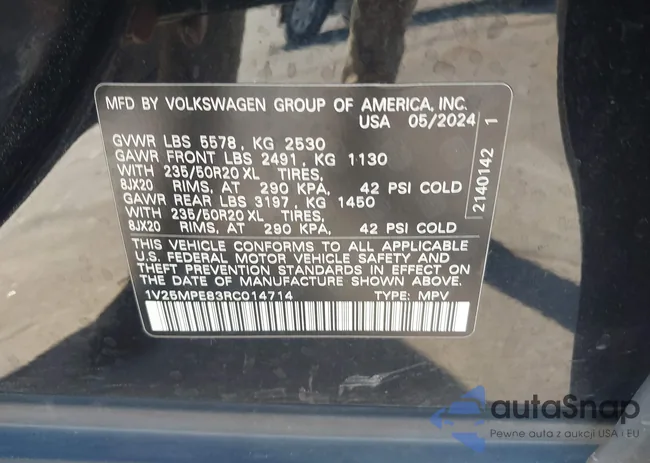 MFD BY VOLKSWAGEN GROUP OF AMERICA, INC.
USA 05/2024
GVWR LBS 5578, KG 2530
GAWR FRONT LBS 2491, KG 1130
WITH 235/50R20 XL TIRES,
8JX20 RIMS, AT 290 KPA, 42 PSI COLD
GAWR REAR LBS 3197, KG 1450
WITH 235/50R20 XL TIRES,
8JX20 RIMS, AT 290 KPA, 42 PSI COLD
THIS VEHICLE CONFORMS TO ALL APPLICABLE
U.S. FEDERAL MOTOR VEHICLE SAFETY AND
THEFT PREVENTION STANDARDS IN EFFECT ON THE
DATE OF MANUFACTURE SHOWN ABOVE.
1V25MPE83RC014714 TYPE: MPV
2140142 1
autoSnap
Pewne auta z aukcji USA i EU